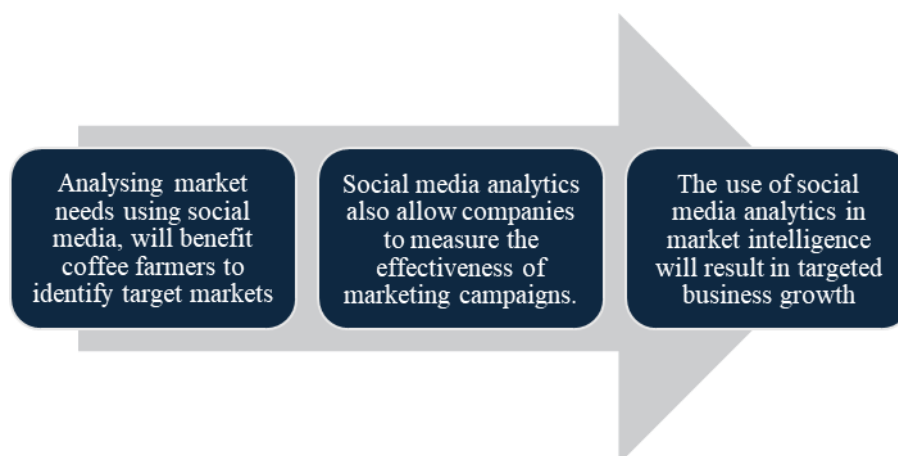 Analysing market
needs using social
media, will benefit
coffee farmers to
identify target markets
Social media analytics
also allow companies
to measure the
effectiveness of
marketing campaigns.
The use of social
media analytics in
market intelligence
will result in targeted
business growth